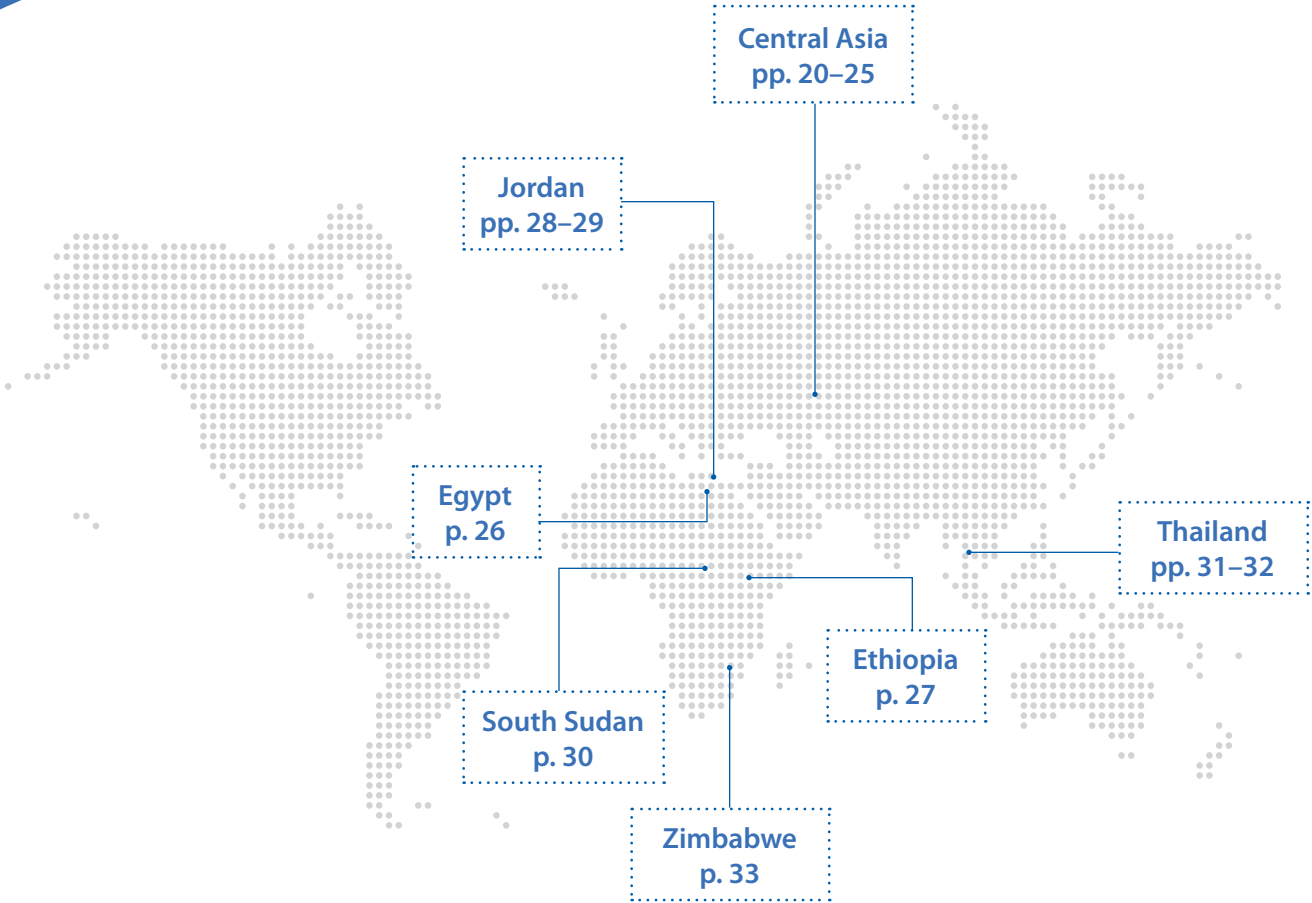 Central Asia
pp. 20–25
Jordan
pp. 28–29
Egypt
p. 26
Thailand
pp. 31–32
Ethiopia
p. 27
South Sudan
p. 30
Zimbabwe
p. 33